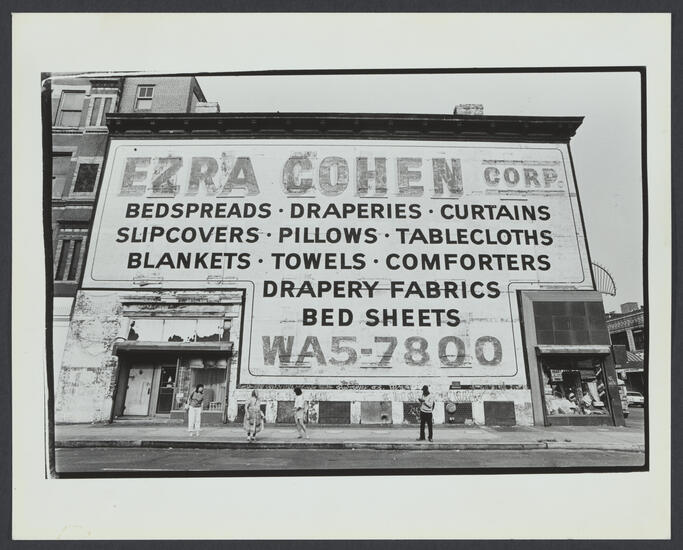 EZRA COHEN CORP.
BEDSPREADS · DRAPERIES · CURTAINS
SLIPCOVERS · PILLOWS · TABLECLOTHS
BLANKETS · TOWELS · COMFORTERS
DRAPERY FABRICS
BED SHEETS
WA5-7800